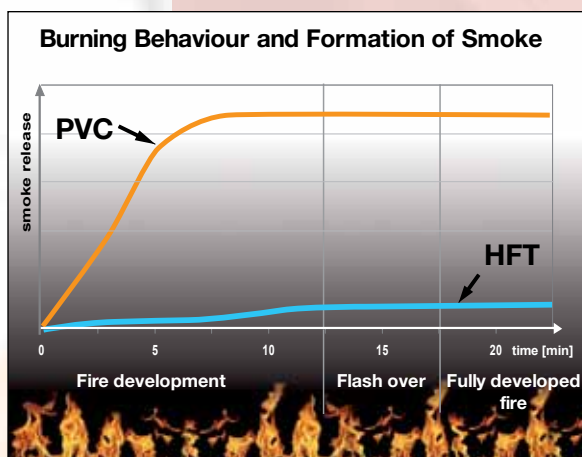 Burning Behaviour and Formation of Smoke
PVC
smoke release
HFT
0 5 10 15 20 time [min]
Fire development Flash over Fully developed
fire